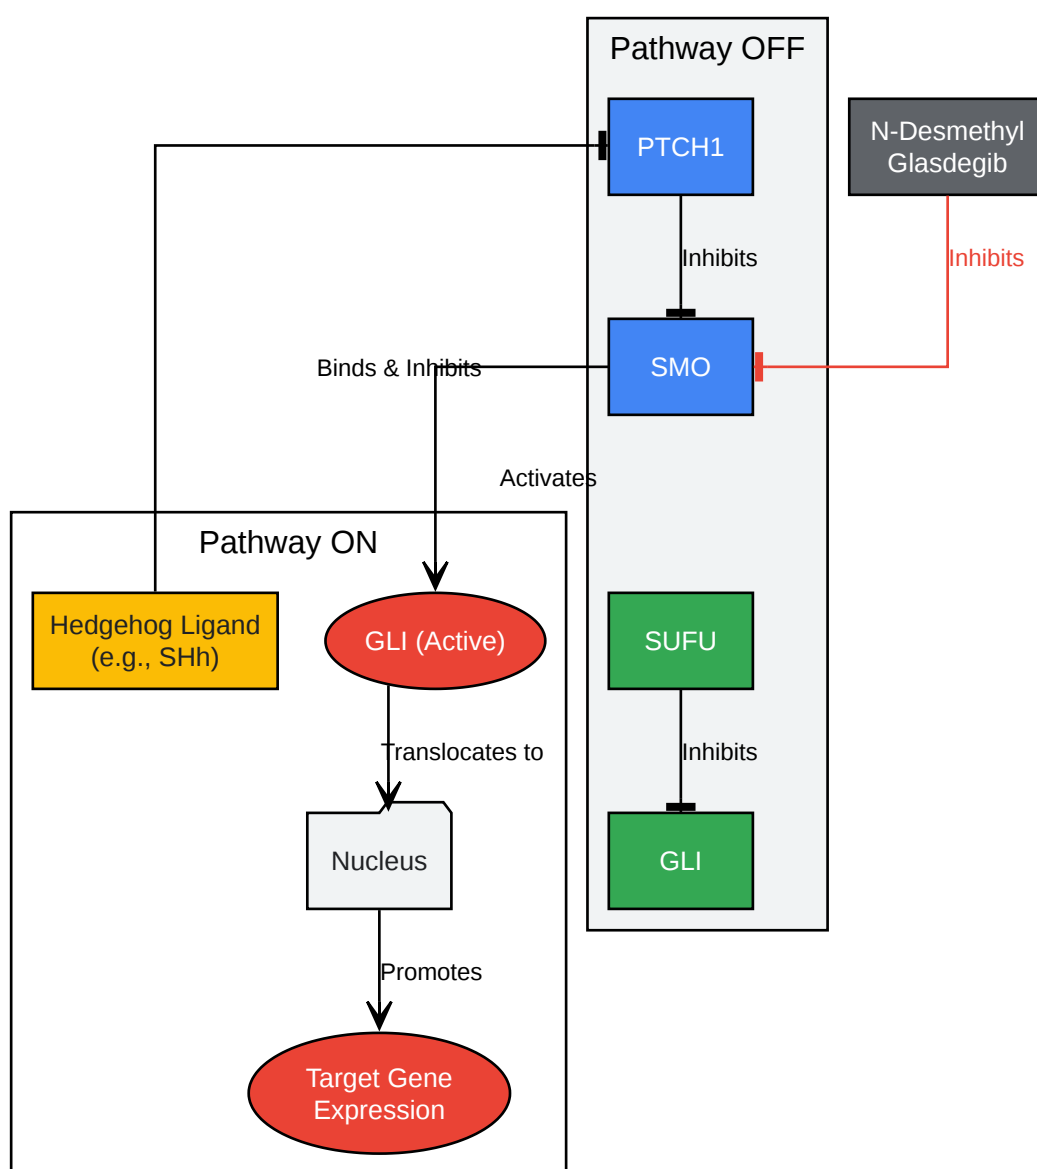 Pathway OFF
PTCH1
N-Desmethyl
Glasdegib
Inhibits
Inhibits
Binds & Inhibits
SMO
Activates
Pathway ON
Hedgehog Ligand
(e.g., SHh)
GLI (Active)
SUFU
Translocates to
Inhibits
Nucleus
GLI
Promotes
Target Gene
Expression